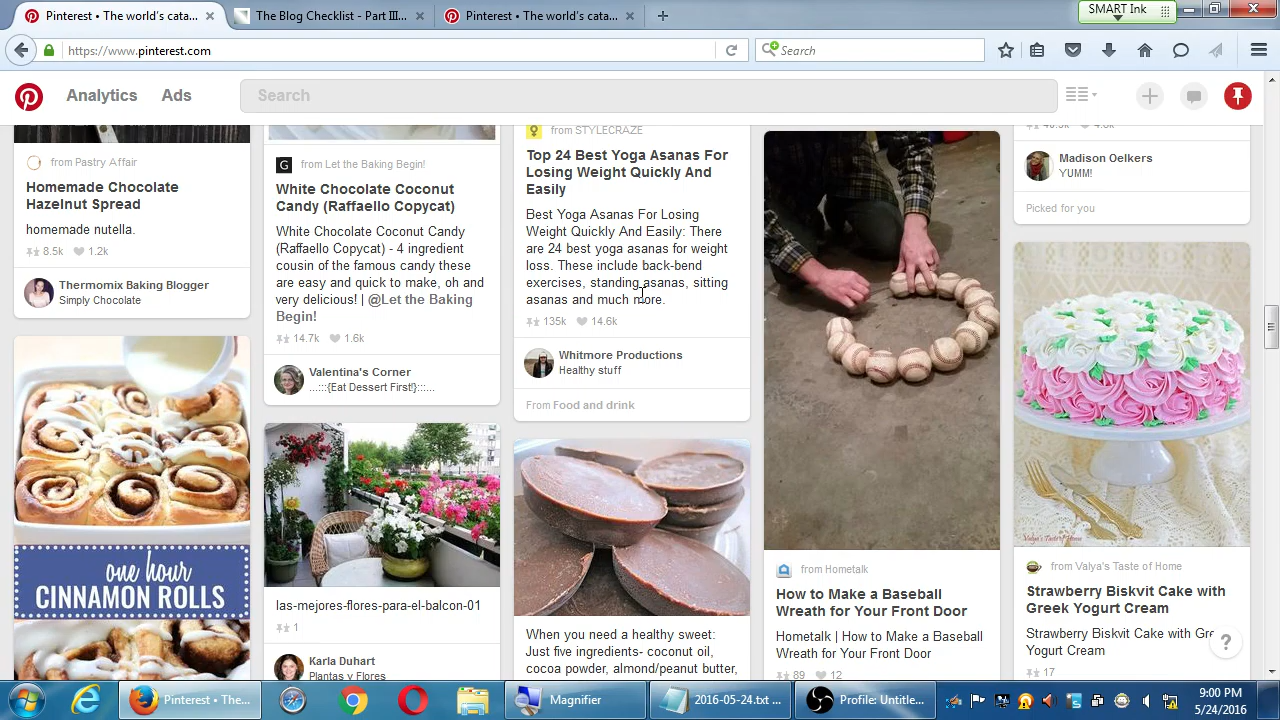 Pinterest • The world's cata...
The Blog Checklist - Part III...
Pinterest • The world's cata...
SMART Ink
https://www.pinterest.com
Search
Analytics
Ads
Search
from Pastry Affair
Homemade Chocolate
Hazelnut Spread
homemade nutella.
8.5k
1.2k
Thermomix Baking Blogger
Simply Chocolate
one hour
CINNAMON ROLLS
from Let the Baking Begin!
White Chocolate Coconut
Candy (Raffaello Copycat)
White Chocolate Coconut Candy
(Raffaello Copycat) - 4 ingredient
cousin of the famous candy these
are easy and quick to make, oh and
very delicious! | @Let the Baking
Begin!
14.7k
1.6k
Valentina's Corner
...:::{Eat Dessert First!}:::...
las-mejores-flores-para-el-balcon-01
1
Karla Duhart
Plantas y Flores
from STYLECRAZE
Top 24 Best Yoga Asanas For
Losing Weight Quickly And
Easily
Best Yoga Asanas For Losing
Weight Quickly And Easily: There
are 24 best yoga asanas for weight
loss. These include back-bend
exercises, standing asanas, sitting
asanas and much more.
135k
14.6k
Whitmore Productions
Healthy stuff
From Food and drink
When you need a healthy sweet:
Just five ingredients- coconut oil,
cocoa powder, almond/peanut butter,
from Hometalk
How to Make a Baseball
Wreath for Your Front Door
Hometalk | How to Make a Baseball
Wreath for Your Front Door
89
12
Madison Oelkers
YUMM!
Picked for you
Valya's Taste of Home
from Valya's Taste of Home
Strawberry Biskvit Cake with
Greek Yogurt Cream
Strawberry Biskvit Cake with
Yogurt Cream
17
?
Pinterest • The...
Magnifier
2016-05-24.txt ...
Profile: Untitle...
9:00 PM
5/24/2016